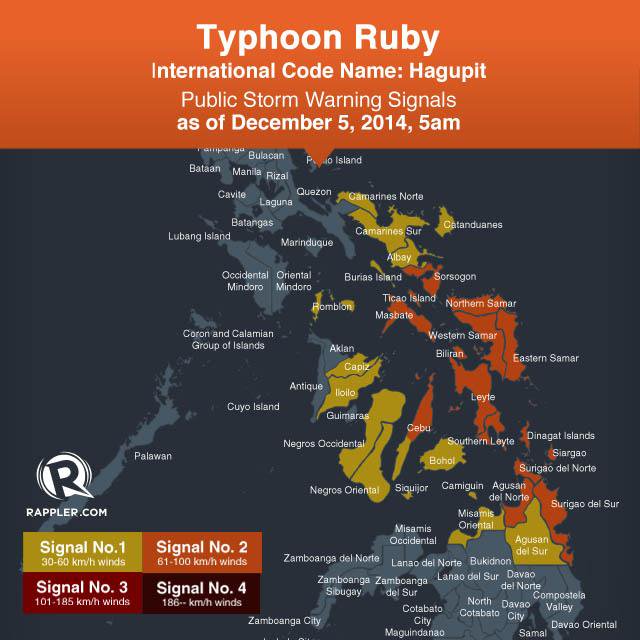 Typhoon Ruby
International Code Name: Hagupit
Public Storm Warning Signals
as of December 5, 2014, 5am
Pampanga
Bulacan
Island
Bataan
Manila
Rizal
Quezon
Cavite
Laguna
Camarines Norte
Batangas
Catanduanes
Camarines Sur
Lubang Island
Marinduque
Albay
Occidental
Mindoro
Oriental
Mindoro
Burias Island
Sorsogon
Ticao Island
Masbate
Northern Samar
Romblon
Coron and Calamian
Group of Islands
Western Samar
Aklan
Biliran
Eastern Samar
Capiz
Antique
Iloilo
Leyte
Cuyo Island
Guimaras
Cebu
Negros Occidental
Southern Leyte
Dinagat Islands
Palawan
Bohol
Siargao
Surigao del Norte
Negros Oriental
Siquijor
Camiguin
Agusan
del Norte
Surigao del Sur
R
RAPPLER.COM
Misamis
Oriental
Misamis
Occidental
Agusan
del Sur
Signal No.1
30-60 km/h winds
Signal No. 2
61-100 km/h winds
Signal No. 3
101-185 km/h winds
Signal No. 4
186-- km/h winds
Zamboanga del Norte
Lanao del Norte
Bukidnon
Zamboanga
Sibugay
Zamboanga
del Sur
Lanao del Sur
Davao
del Norte
Compostela
Valley
Cotabato
City
North
Cotabato
Davao
City
Zamboanga City
Maguindanao
Samal
Davao Oriental